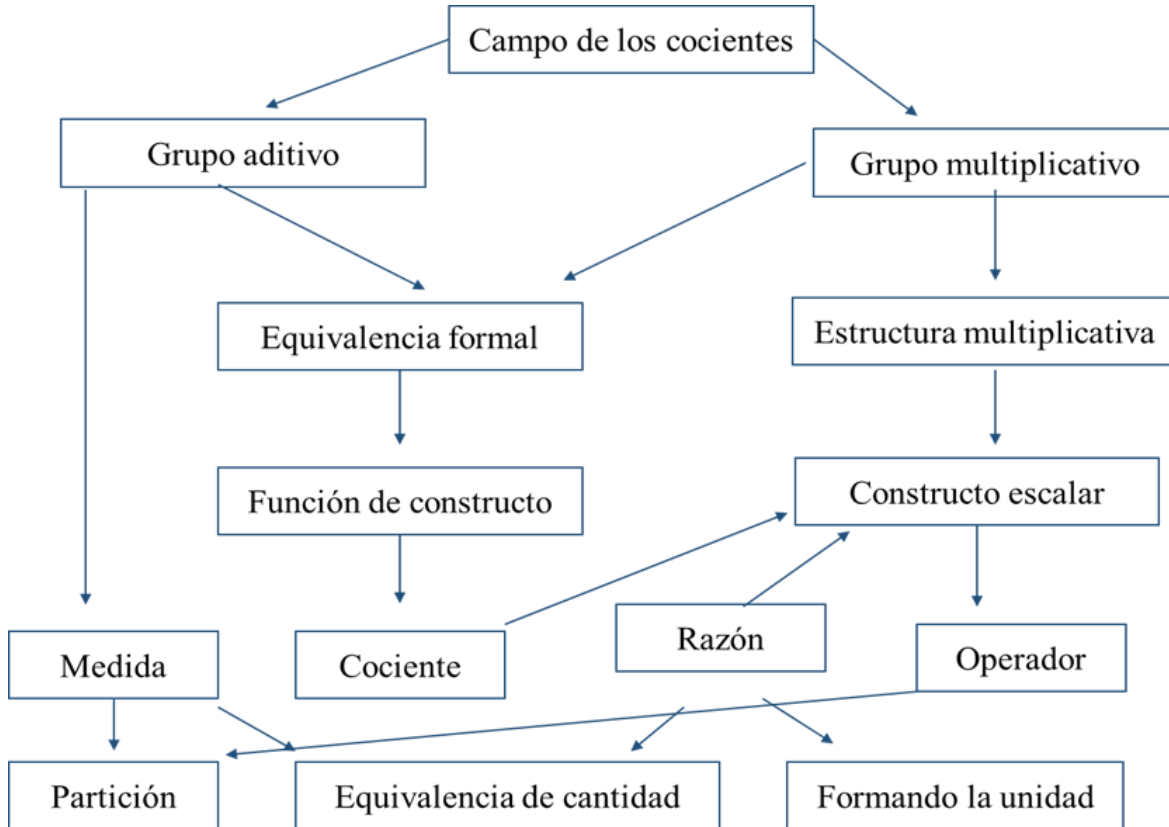 Campo de los cocientes
Grupo aditivo
Grupo multiplicativo
Equivalencia formal
Estructura multiplicativa
Función de constructo
Constructo escalar
Medida
Cociente
Razón
Operador
Partición
Equivalencia de cantidad
Formando la unidad